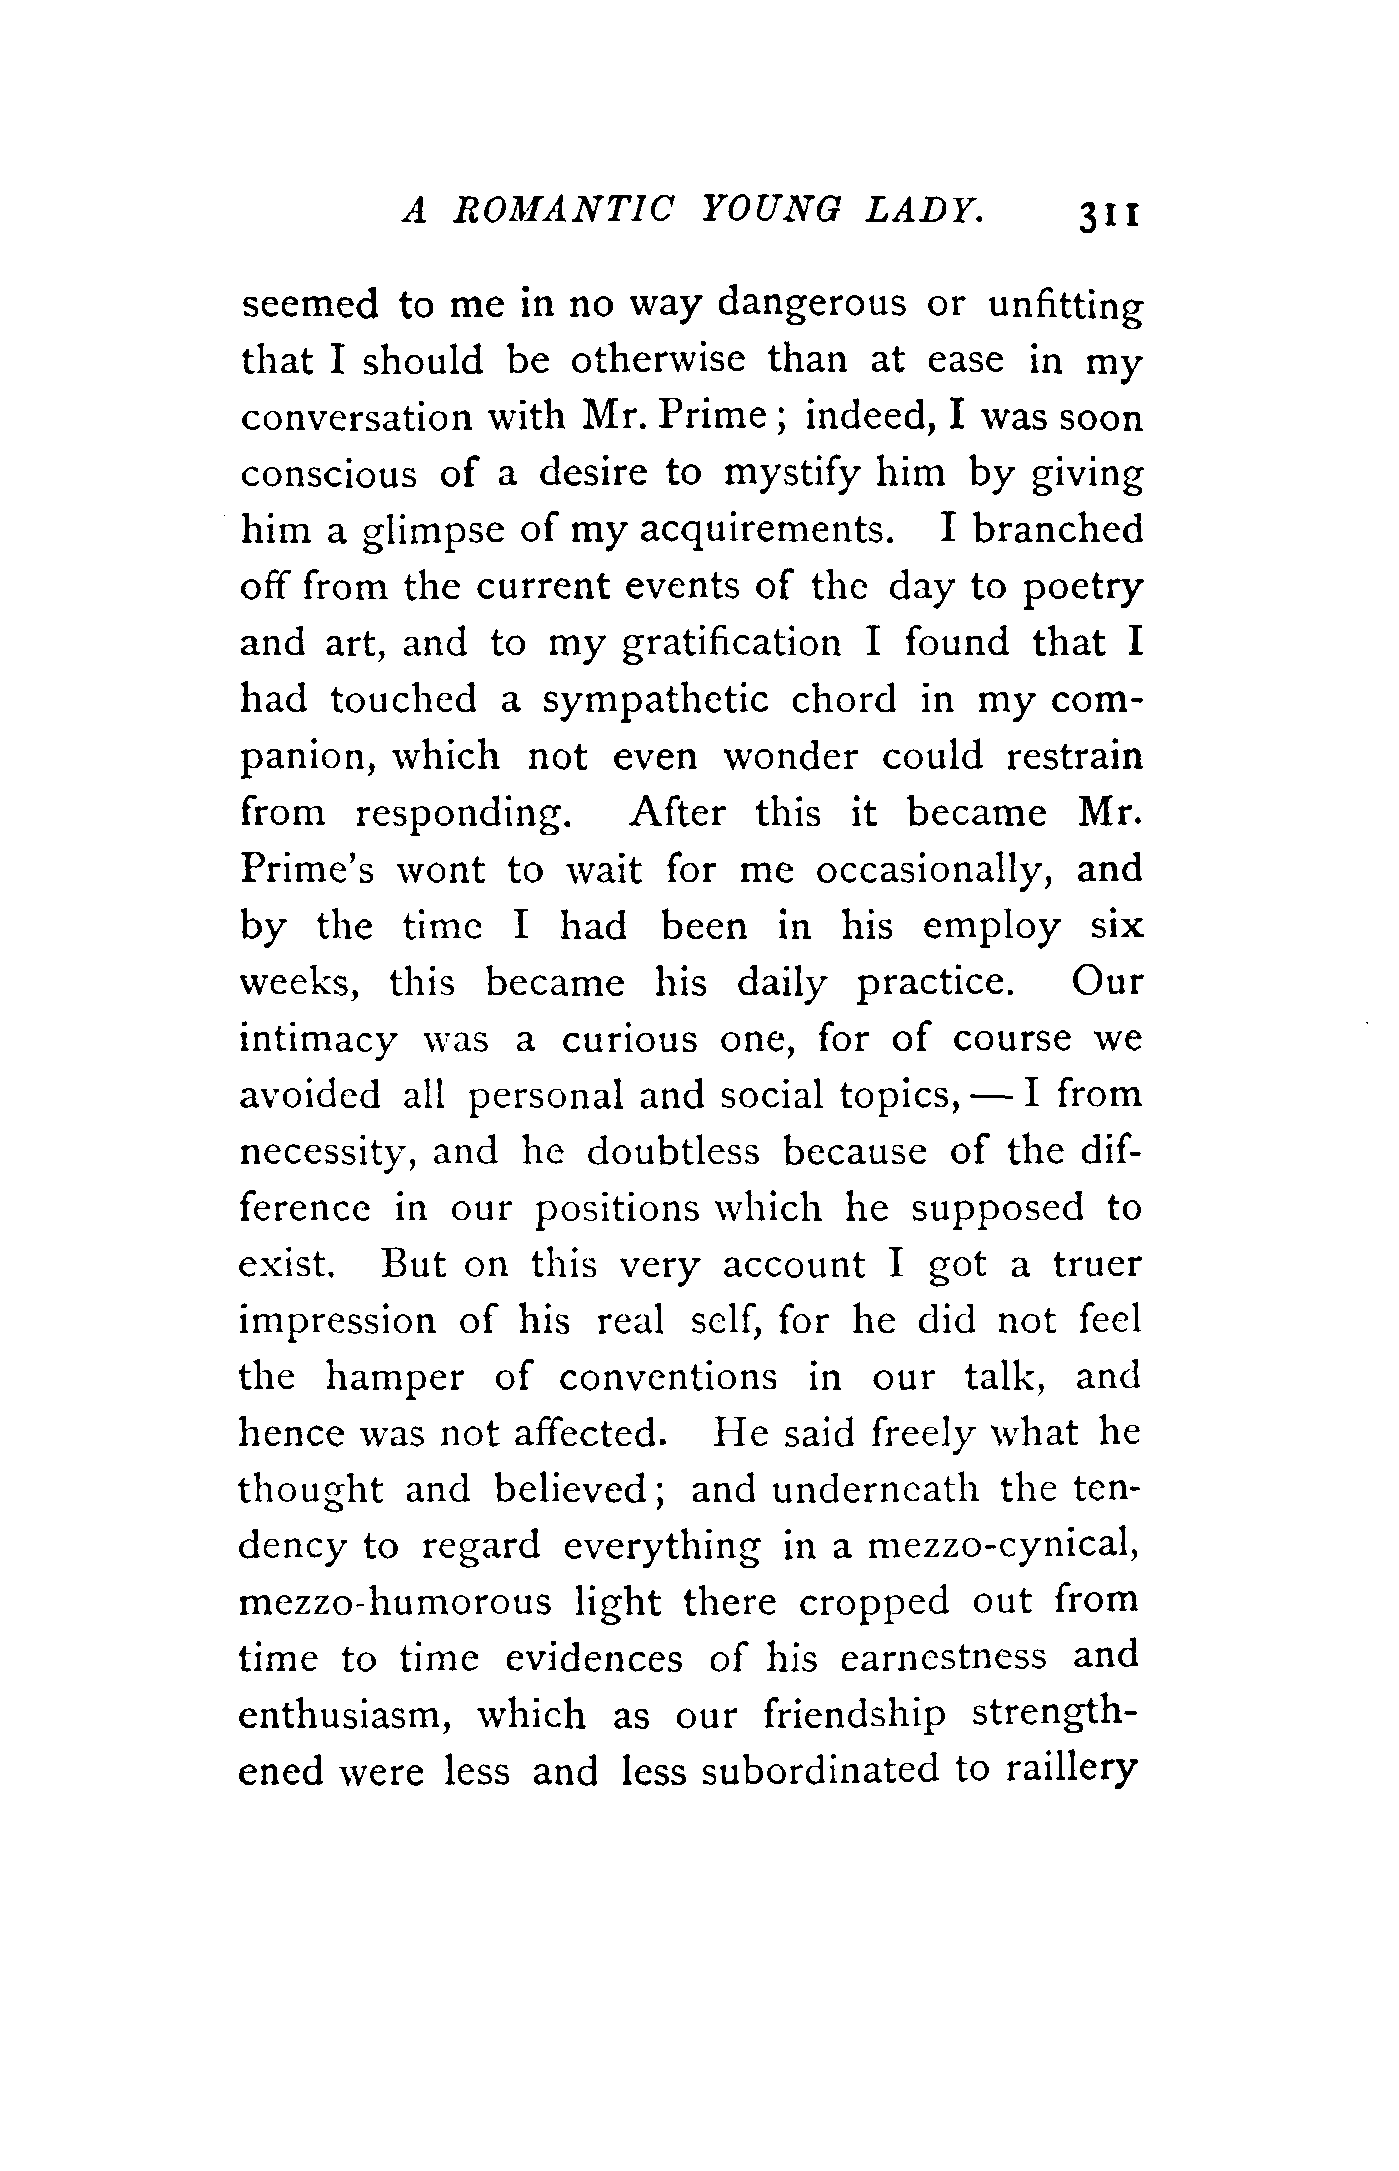 A ROMANTIC YOUNG LADY. 311
seemed to me in no way dangerous or unfitting
that I should be otherwise than at ease in my
conversation with Mr. Prime ; indeed, I was soon
conscious of a desire to mystify him by giving
him a glimpse of my acquirements. I branched
off from the current events of the day to poetry
and art, and to my gratification I found that I
had touched a sympathetic chord in my com-
panion, which not even wonder could restrain
from responding. After this it became Mr.
Prime's wont to wait for me occasionally, and
by the time I had been in his employ six
weeks, this became his daily practice. Our
intimacy was a curious one, for of course we
avoided all personal and social topics, — I from
necessity, and he doubtless because of the dif-
ference in our positions which he supposed to
exist. But on this very account I got a truer
impression of his real self, for he did not feel
the hamper of conventions in our talk, and
hence was not affected. He said freely what he
thought and believed ; and underneath the ten-
dency to regard everything in a mezzo-cynical,
mezzo-humorous light there cropped out from
time to time evidences of his earnestness and
enthusiasm, which as our friendship strength-
ened were less and less subordinated to raillery